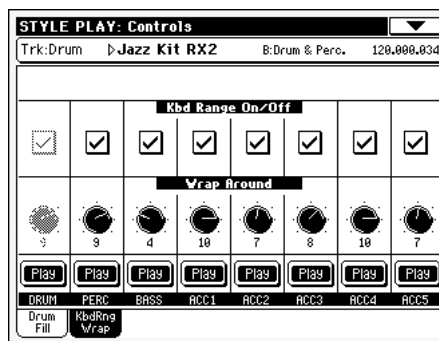 STYLE PLAY: Controls
Trk:Drum ▷Jazz Kit RX2 B:Drum & Perc. 120.000.034
Kbd Range On/Off
Wrap Around
9 9 4 10 7 8 10 7
Play Play Play Play Play Play Play Play
DRUM PERC BASS ACC1 ACC2 ACC3 ACC4 ACC5
Drum Fill
KbdRng Wrap